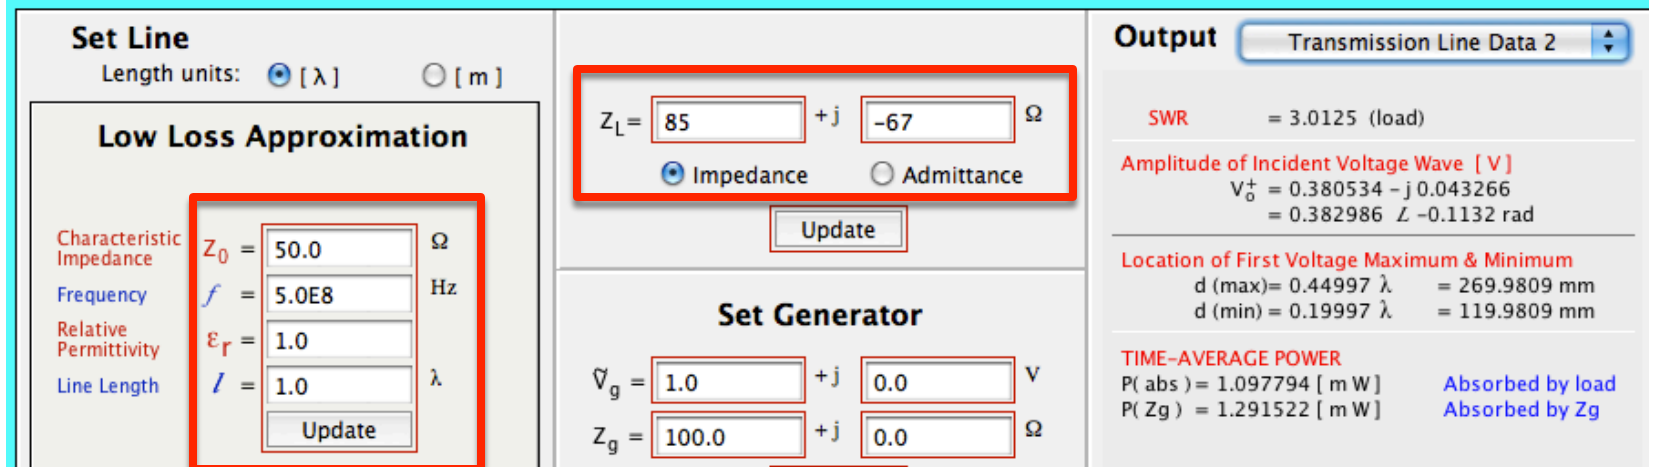 Set Line
Length units: [ λ ] [ m ]
Low Loss Approximation
Characteristic Impedance Z0 = 50.0 Ω
Frequency f = 5.0E8 Hz
Relative Permittivity εr = 1.0
Line Length l = 1.0 λ
Update
ZL= 85 +j -67 Ω
Impedance Admittance
Update
Set Generator
Ṽg = 1.0 +j 0.0 V
Zg = 100.0 +j 0.0 Ω
Output Transmission Line Data 2
SWR = 3.0125 (load)
Amplitude of Incident Voltage Wave [ V ]
Vo+ = 0.380534 – j 0.043266
= 0.382986 ∠ –0.1132 rad
Location of First Voltage Maximum & Minimum
d (max)= 0.44997 λ = 269.9809 mm
d (min) = 0.19997 λ = 119.9809 mm
TIME–AVERAGE POWER
P( abs )= 1.097794 [ m W ] Absorbed by load
P( Zg ) = 1.291522 [ m W ] Absorbed by Zg